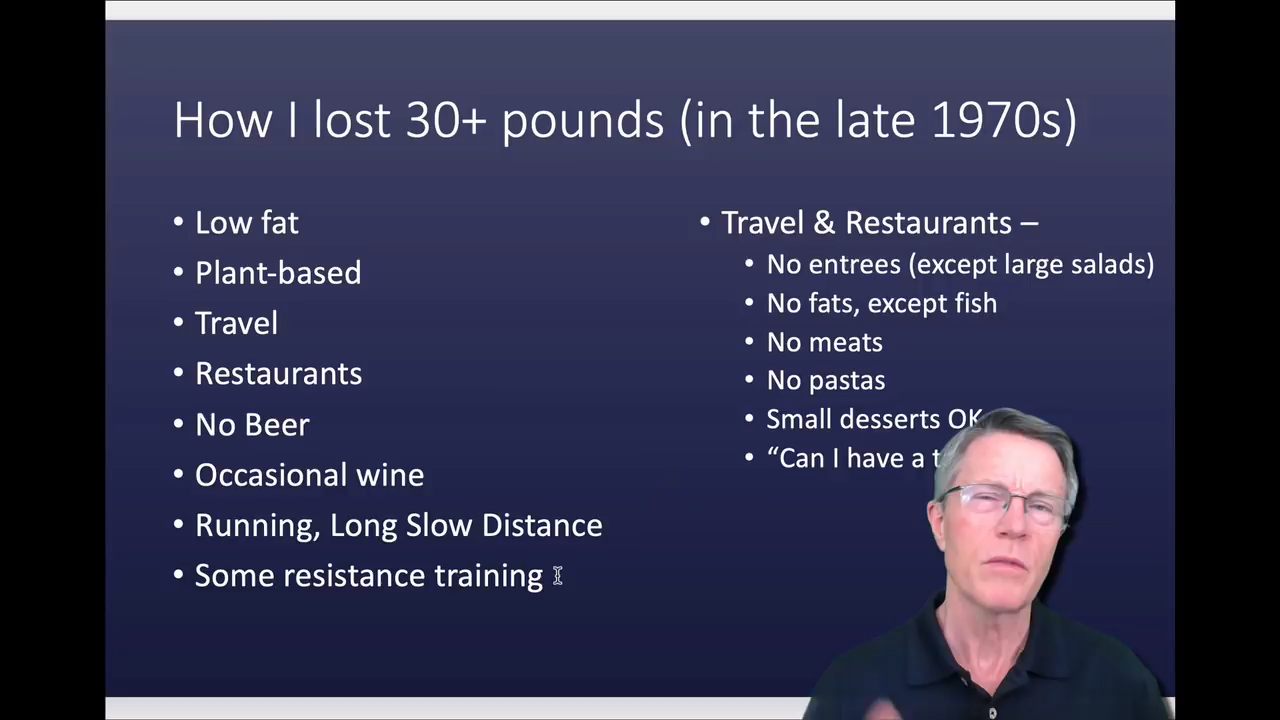 How I lost 30+ pounds (in the late 1970s)
• Low fat
• Plant-based
• Travel
• Restaurants
• No Beer
• Occasional wine
• Running, Long Slow Distance
• Some resistance training
• Travel & Restaurants –
• No entrees (except large salads)
• No fats, except fish
• No meats
• No pastas
• Small desserts OK
• “Can I have a